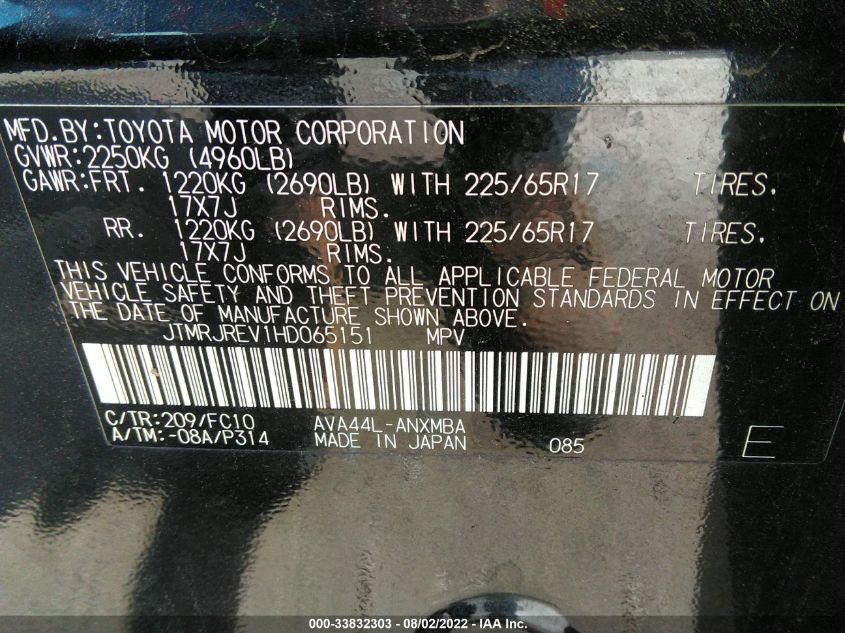 MFD.BY:TOYOTA MOTOR CORPORATION
GVWR:2250KG (4960LB)
GAWR:FRT. 1220KG (2690LB) WITH 225/65R17 TIRES.
17X7J RIMS.
RR. 1220KG (2690LB) WITH 225/65R17 TIRES.
17X7J RIMS.
THIS VEHICLE CONFORMS TO ALL APPLICABLE FEDERAL MOTOR
VEHICLE SAFETY AND THEFT PREVENTION STANDARDS IN EFFECT ON
THE DATE OF MANUFACTURE SHOWN ABOVE.
JTMRJREV1HD065151 MPV
C/TR:209/FC10 AVA44L-ANXMBA
A/TM:-08A/P314 MADE IN JAPAN 085 E
000-33832303 - 08/02/2022 - IAA Inc.